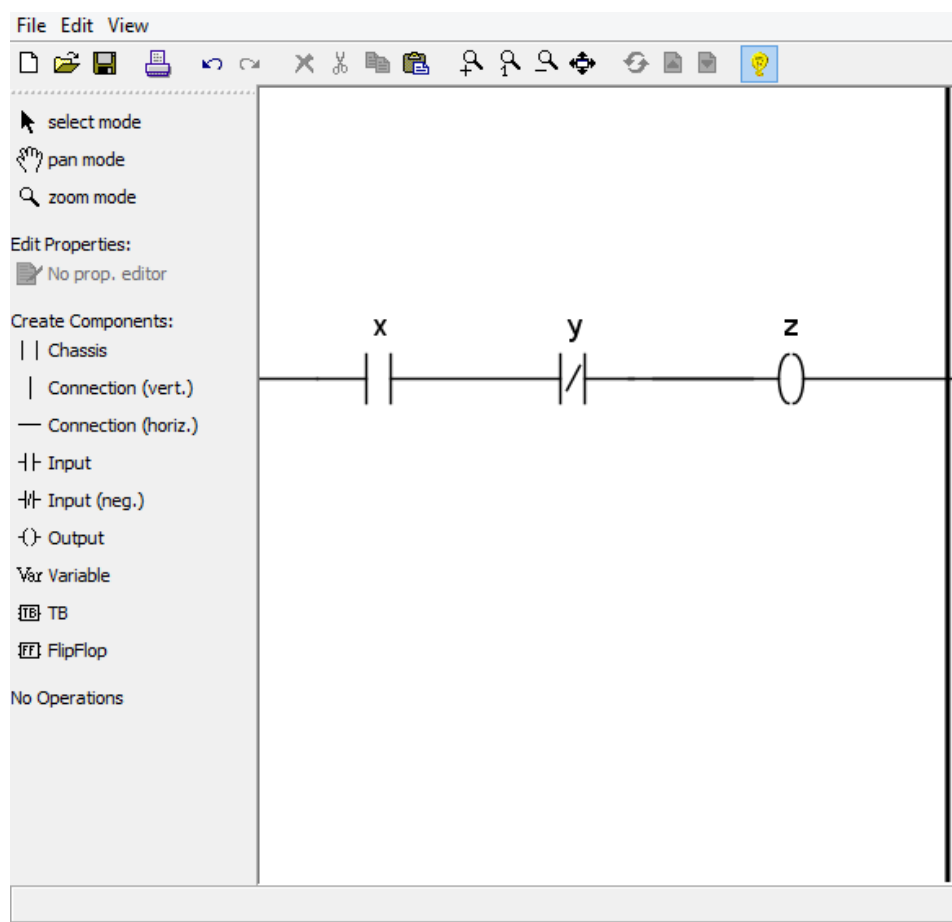 File Edit View
1
select mode
pan mode
zoom mode
Edit Properties:
No prop. editor
Create Components:
Chassis
Connection (vert.)
Connection (horiz.)
Input
Input (neg.)
Output
Var Variable
TB TB
FF FlipFlop
No Operations
x y z